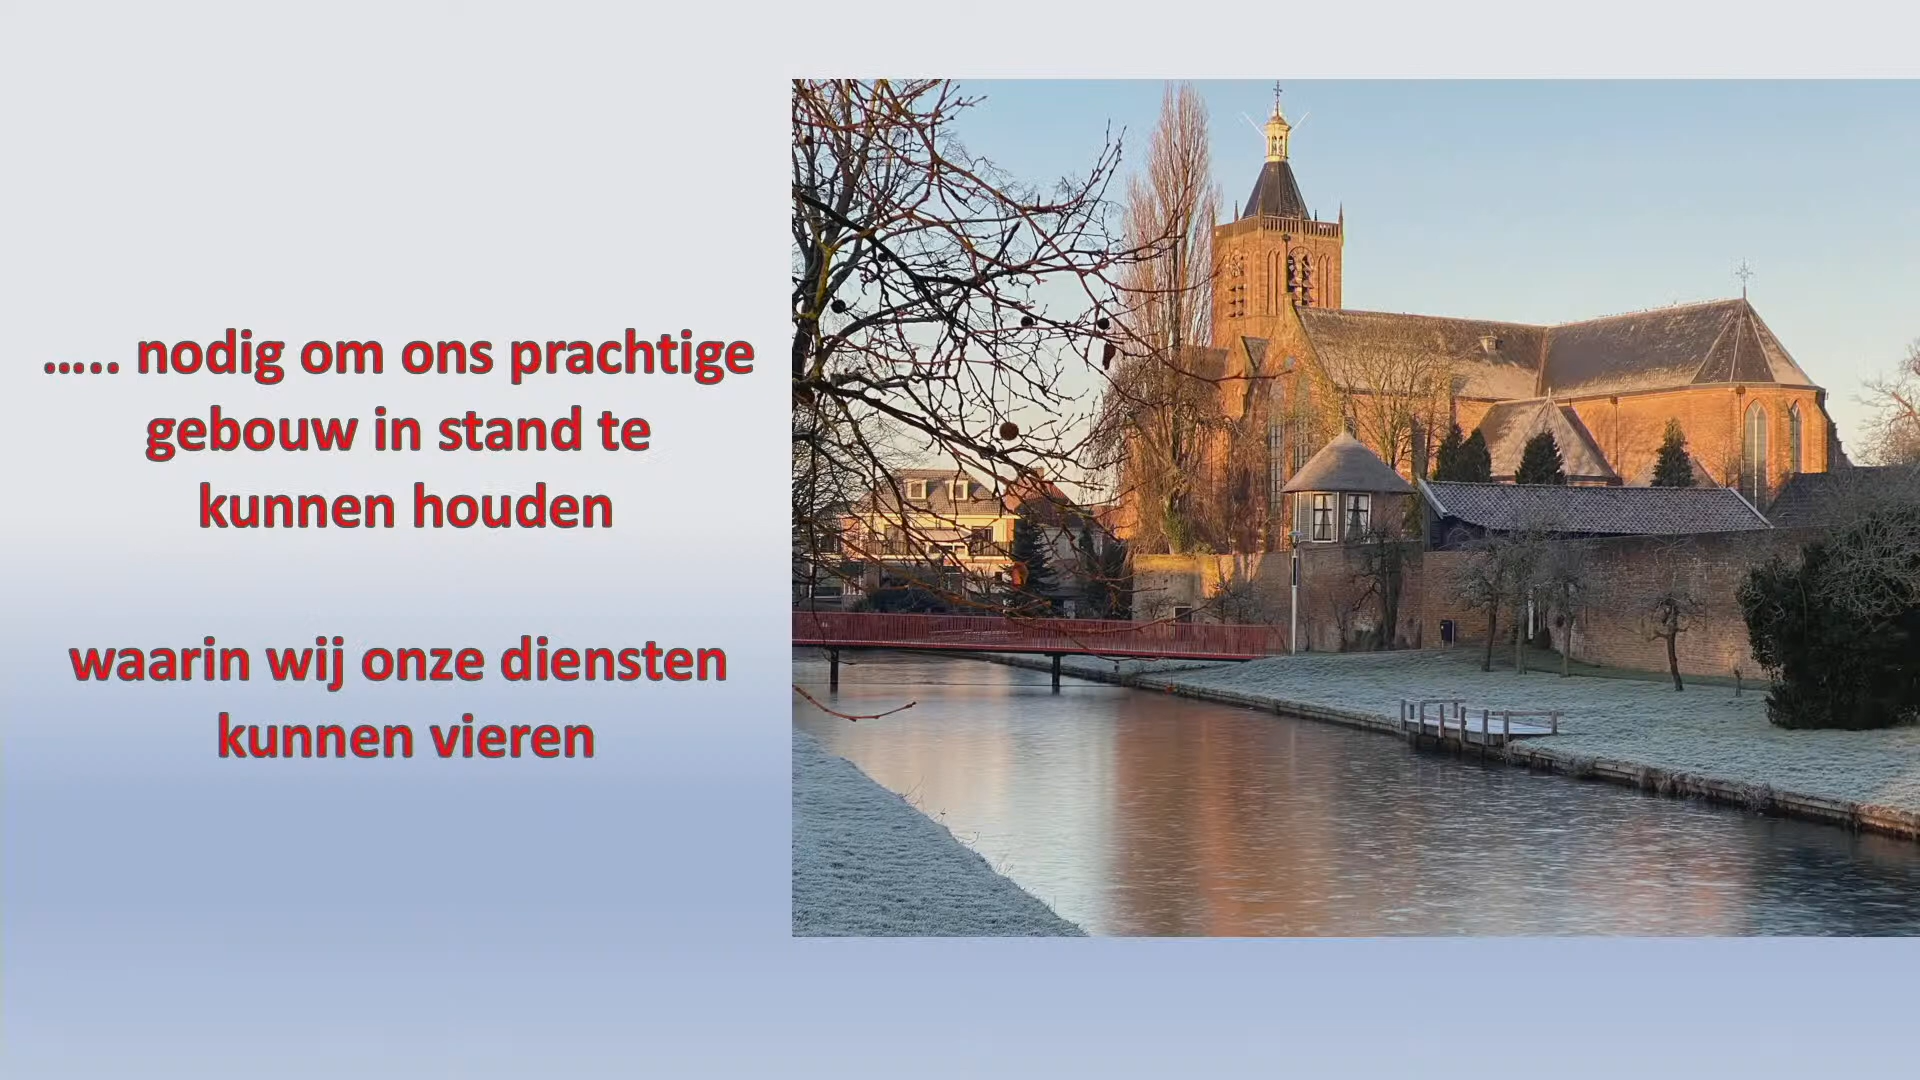 ..... nodig om ons prachtige
gebouw in stand te
kunnen houden
waarin wij onze diensten
kunnen vieren